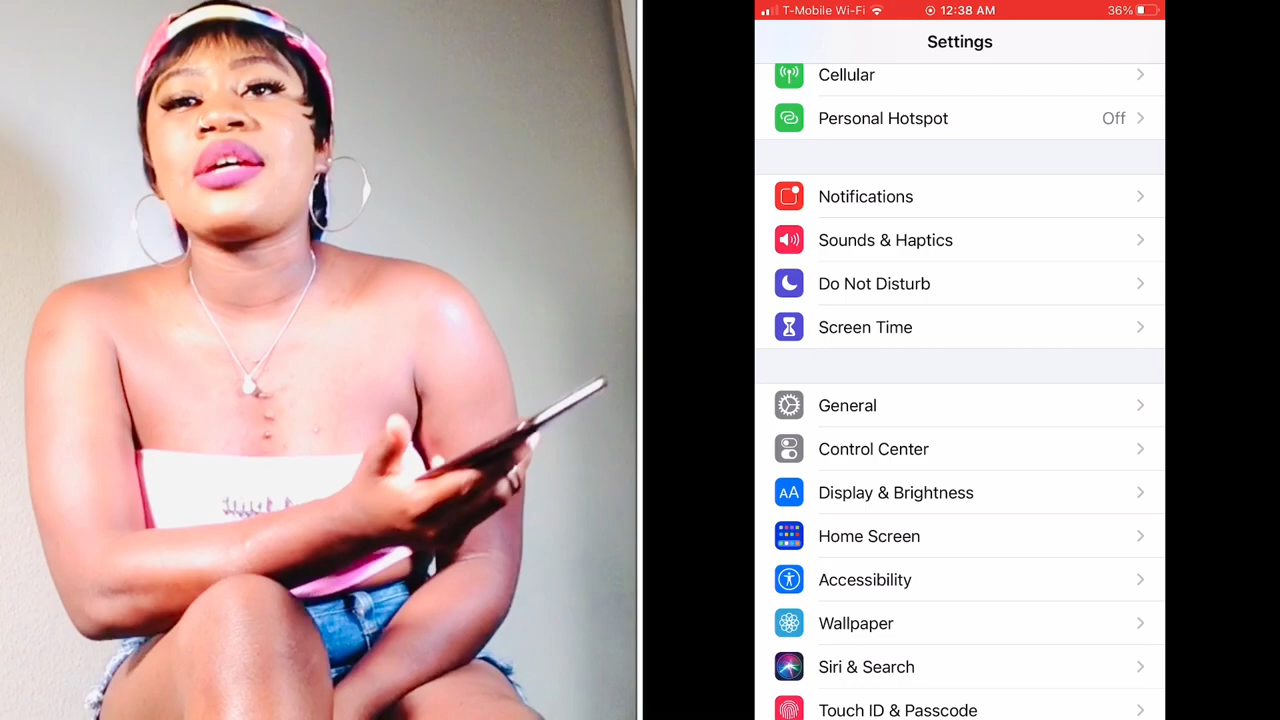 T-Mobile Wi-Fi 12:38 AM 36%
Settings
Cellular
Personal Hotspot Off
Notifications
Sounds & Haptics
Do Not Disturb
Screen Time
General
Control Center
AA Display & Brightness
Home Screen
Accessibility
Wallpaper
Siri & Search
Touch ID & Passcode